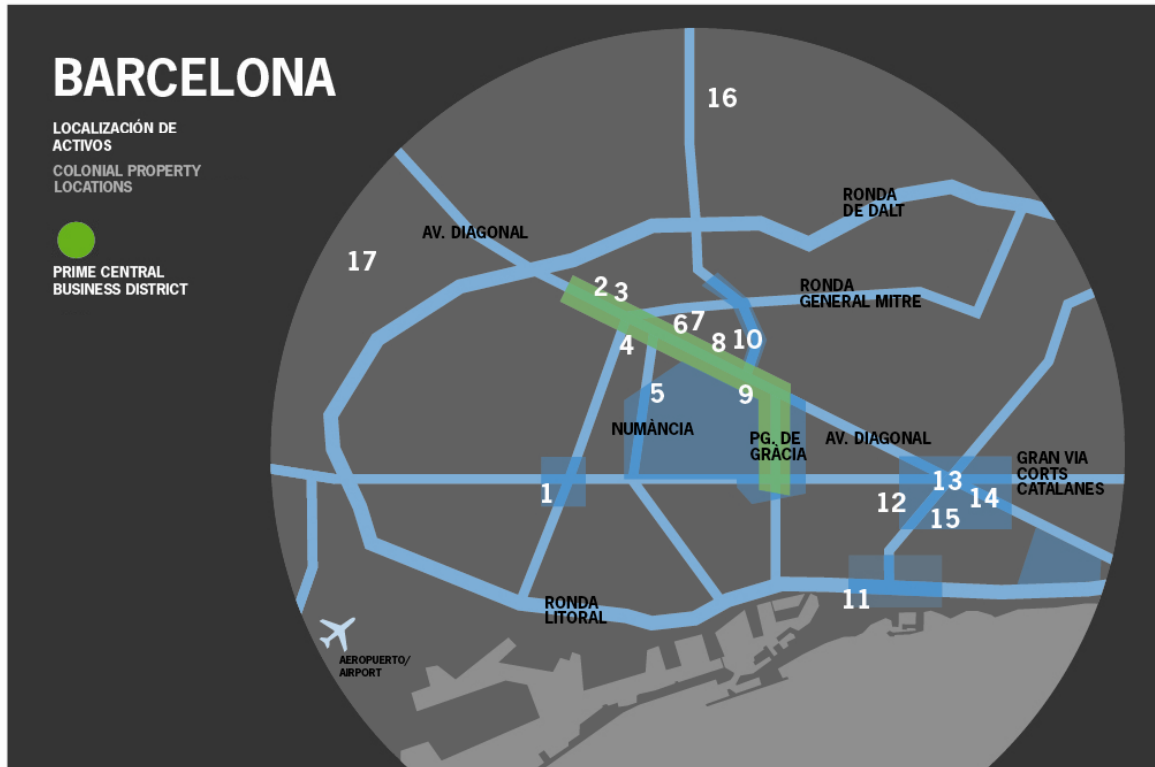 BARCELONA
LOCALIZACIÓN DE
ACTIVOS
COLONIAL PROPERTY
LOCATIONS
PRIME CENTRAL
BUSINESS DISTRICT
16
RONDA
DE DALT
AV. DIAGONAL
17
2
3
RONDA
GENERAL MITRE
4
6
7
8
10
5
9
NUMÀNCIA
PG. DE
GRÀCIA
AV. DIAGONAL
GRAN VIA
CORTS
CATALANES
1
12
13
14
15
11
RONDA
LITORAL
AEROPUERTO/
AIRPORT